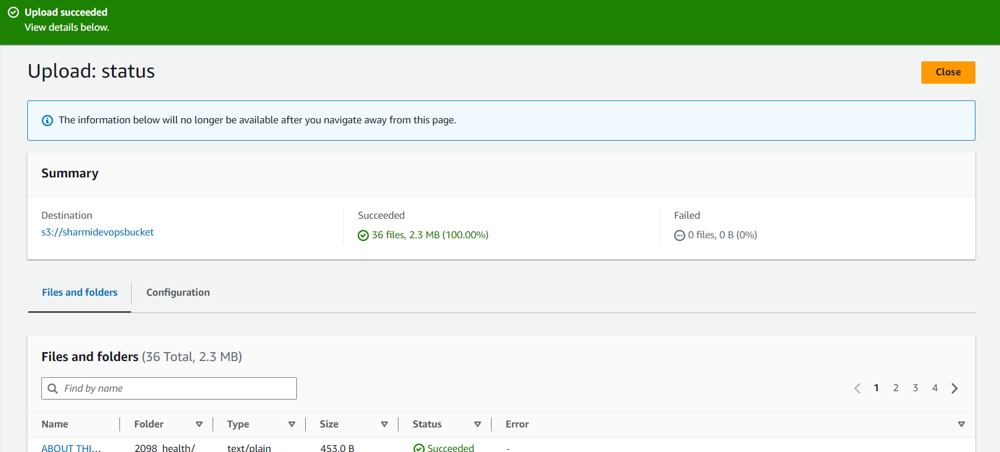 Upload succeeded
View details below.
Upload: status
Close
The information below will no longer be available after you navigate away from this page.
Summary
Destination
s3://sharmidevopsbucket
Succeeded
36 files, 2.3 MB (100.00%)
Failed
0 files, 0 B (0%)
Files and folders
Configuration
Files and folders (36 Total, 2.3 MB)
Find by name
1 2 3 4
Name Folder Type Size Status Error
ABOUT THI... 2098_health/ text/plain 453.0 B Succeeded -